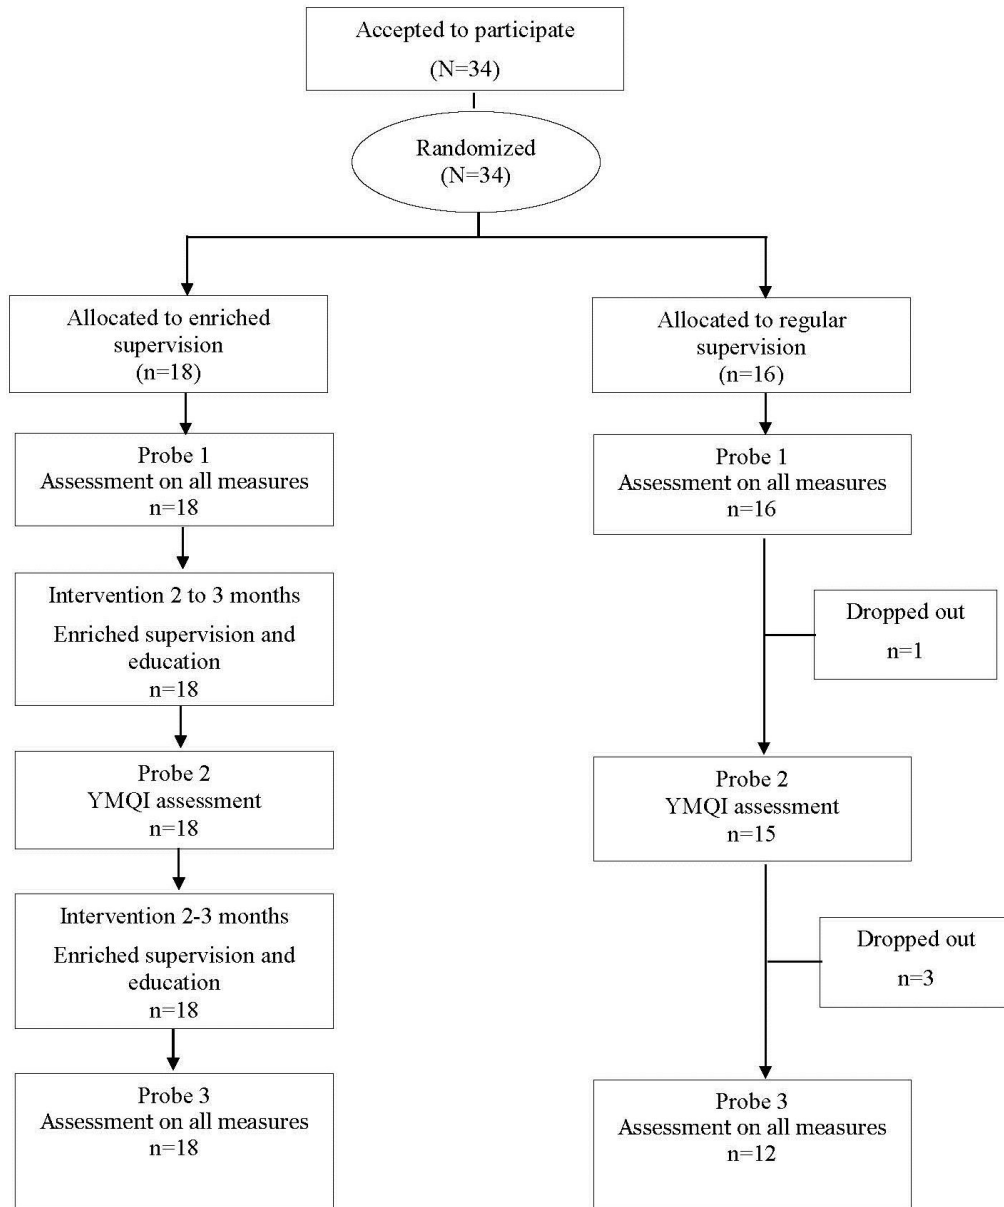 Accepted to participate
(N=34)
Randomized
(N=34)
Allocated to enriched
supervision
(n=18)
Allocated to regular
supervision
(n=16)
Probe 1
Assessment on all measures
n=18
Probe 1
Assessment on all measures
n=16
Intervention 2 to 3 months
Enriched supervision and
education
n=18
Dropped out
n=1
Probe 2
YMQI assessment
n=18
Probe 2
YMQI assessment
n=15
Intervention 2-3 months
Enriched supervision and
education
n=18
Dropped out
n=3
Probe 3
Assessment on all measures
n=18
Probe 3
Assessment on all measures
n=12